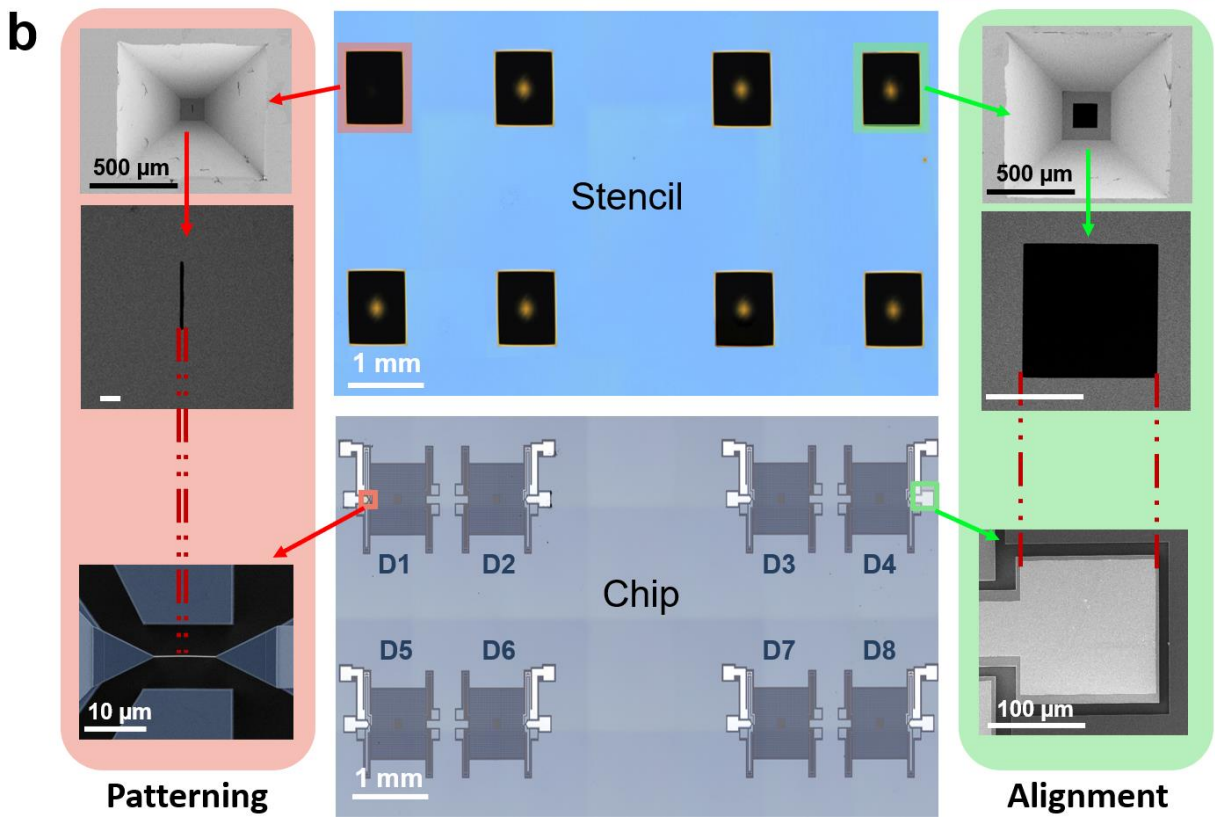 b
500 µm
Stencil
500 µm
1 mm
D1
D2
D3
D4
Chip
D5
D6
D7
D8
10 µm
1 mm
100 µm
Patterning
Alignment